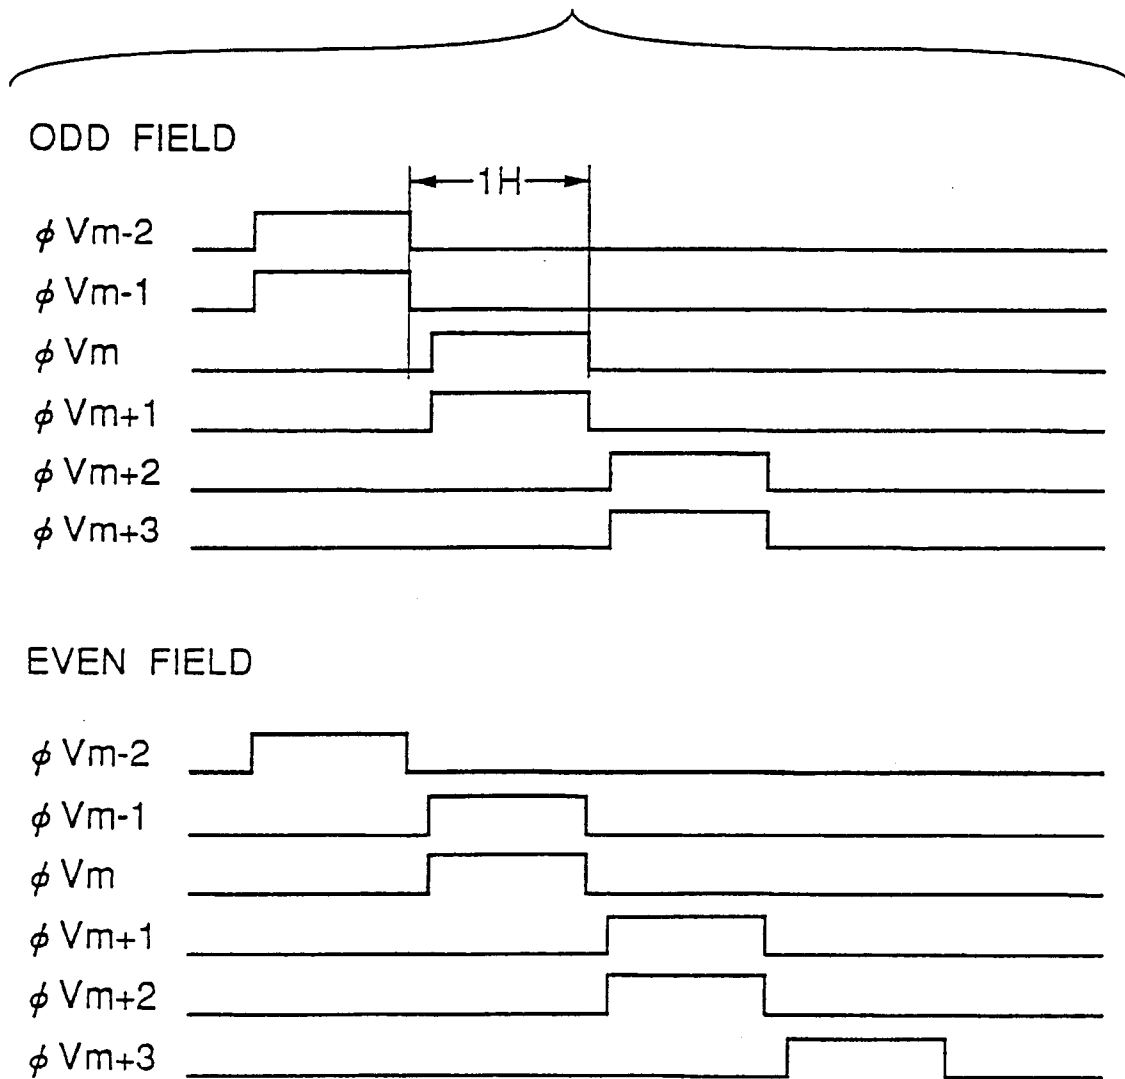 ODD FIELD
1H
ϕ Vm-2
ϕ Vm-1
ϕ Vm
ϕ Vm+1
ϕ Vm+2
ϕ Vm+3
EVEN FIELD
ϕ Vm-2
ϕ Vm-1
ϕ Vm
ϕ Vm+1
ϕ Vm+2
ϕ Vm+3